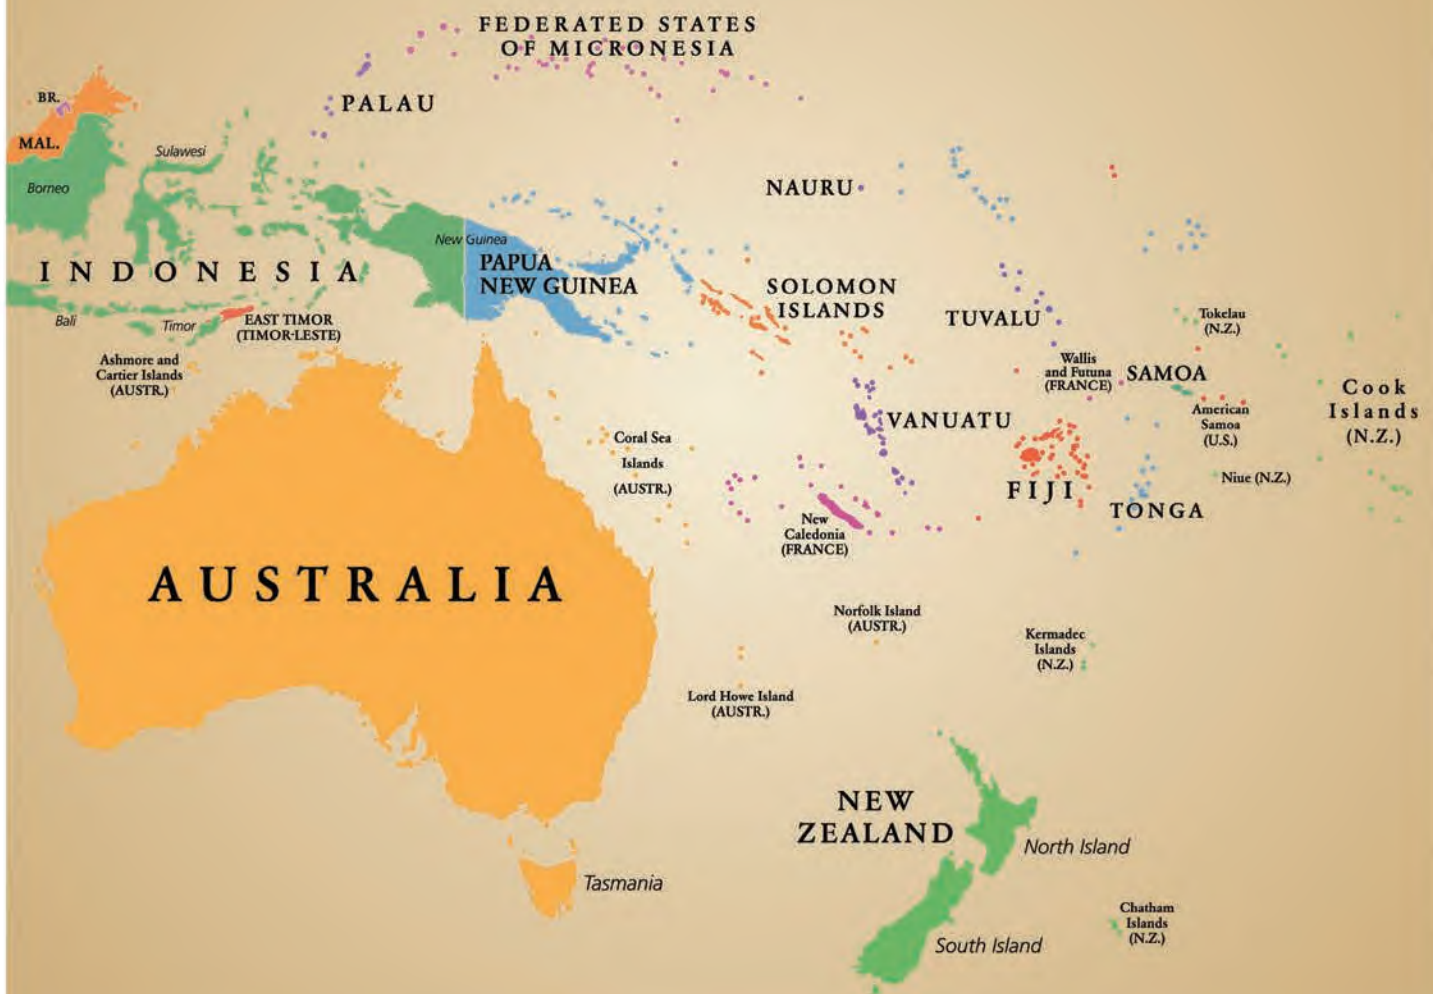 FEDERATED STATES
OF MICRONESIA
BR.
PALAU
MAL.
Sulawesi
Borneo
NAURU
New Guinea
INDONESIA
PAPUA
NEW GUINEA
SOLOMON
ISLANDS
Bali
Timor
EAST TIMOR
(TIMOR-LESTE)
TUVALU
Tokelau
(N.Z.)
Ashmore and
Cartier Islands
(AUSTR.)
Wallis
and Futuna
(FRANCE)
SAMOA
Cook
Islands
(N.Z.)
American
Samoa
(U.S.)
VANUATU
Coral Sea
Islands
(AUSTR.)
Niue (N.Z.)
FIJI
TONGA
New
Caledonia
(FRANCE)
AUSTRALIA
Norfolk Island
(AUSTR.)
Kermadec
Islands
(N.Z.)
Lord Howe Island
(AUSTR.)
NEW
ZEALAND
North Island
Tasmania
Chatham
Islands
(N.Z.)
South Island